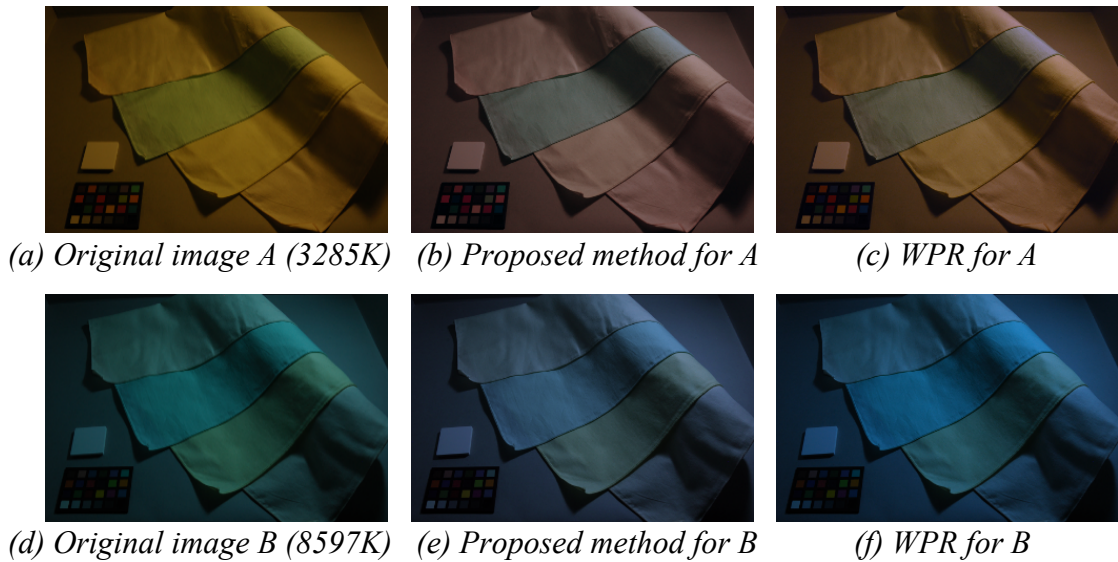 (a) Original image A (3285K)
(b) Proposed method for A
(c) WPR for A
(d) Original image B (8597K)
(e) Proposed method for B
(f) WPR for B